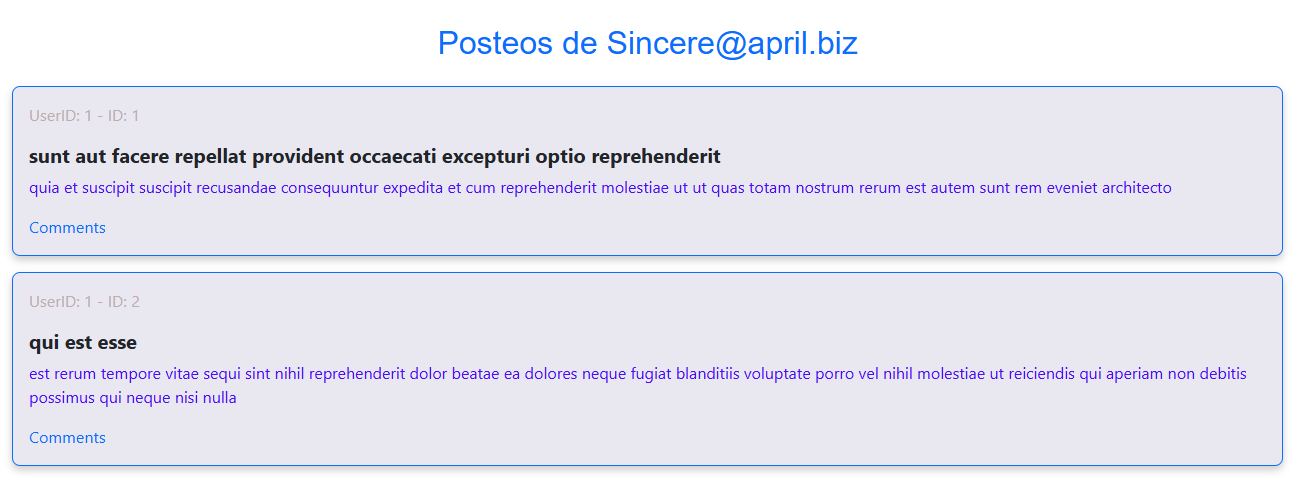 Posteos de Sincere@april.biz
UserID: 1 - ID: 1
sunt aut facere repellat provident occaecati excepturi optio reprehenderit
quia et suscipit suscipit recusandae consequuntur expedita et cum reprehenderit molestiae ut ut quas totam nostrum rerum est autem sunt rem eveniet architecto
Comments
UserID: 1 - ID: 2
qui est esse
est rerum tempore vitae sequi sint nihil reprehenderit dolor beatae ea dolores neque fugiat blanditiis voluptate porro vel nihil molestiae ut reiciendis qui aperiam non debitis
possimus qui neque nisi nulla
Comments